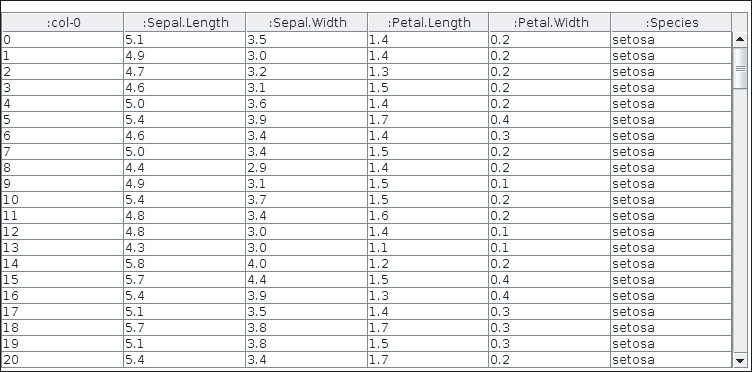 :col-0 :Sepal.Length :Sepal.Width :Petal.Length :Petal.Width :Species
0 5.1 3.5 1.4 0.2 setosa
1 4.9 3.0 1.4 0.2 setosa
2 4.7 3.2 1.3 0.2 setosa
3 4.6 3.1 1.5 0.2 setosa
4 5.0 3.6 1.4 0.2 setosa
5 5.4 3.9 1.7 0.4 setosa
6 4.6 3.4 1.4 0.3 setosa
7 5.0 3.4 1.5 0.2 setosa
8 4.4 2.9 1.4 0.2 setosa
9 4.9 3.1 1.5 0.1 setosa
10 5.4 3.7 1.5 0.2 setosa
11 4.8 3.4 1.6 0.2 setosa
12 4.8 3.0 1.4 0.1 setosa
13 4.3 3.0 1.1 0.1 setosa
14 5.8 4.0 1.2 0.2 setosa
15 5.7 4.4 1.5 0.4 setosa
16 5.4 3.9 1.3 0.4 setosa
17 5.1 3.5 1.4 0.3 setosa
18 5.7 3.8 1.7 0.3 setosa
19 5.1 3.8 1.5 0.3 setosa
20 5.4 3.4 1.7 0.2 setosa